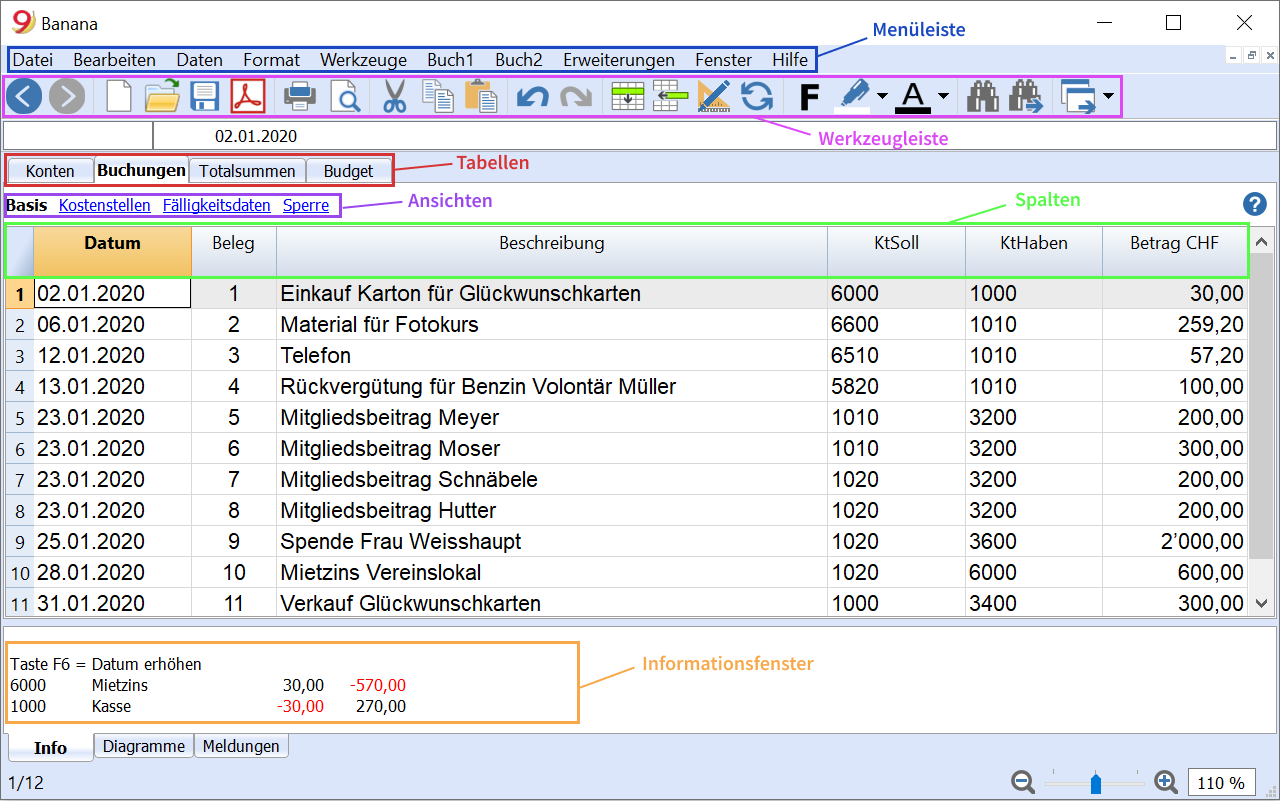 Banana
Menüleiste
Datei Bearbeiten Daten Format Werkzeuge Buch1 Buch2 Erweiterungen Fenster Hilfe
F A
02.01.2020
Werkzeugleiste
Konten Buchungen Totalsummen Budget
Tabellen
Basis Kostenstellen Fälligkeitsdaten Sperre
Ansichten
Spalten
?
Datum Beleg Beschreibung KtSoll KtHaben Betrag CHF
1 02.01.2020 1 Einkauf Karton für Glückwunschkarten 6000 1000 30,00
2 06.01.2020 2 Material für Fotokurs 6600 1010 259,20
3 12.01.2020 3 Telefon 6510 1010 57,20
4 13.01.2020 4 Rückvergütung für Benzin Volontär Müller 5820 1010 100,00
5 23.01.2020 5 Mitgliedsbeitrag Meyer 1010 3200 200,00
6 23.01.2020 6 Mitgliedsbeitrag Moser 1010 3200 300,00
7 23.01.2020 7 Mitgliedsbeitrag Schnäbele 1020 3200 200,00
8 23.01.2020 8 Mitgliedsbeitrag Hutter 1020 3200 200,00
9 25.01.2020 9 Spende Frau Weisshaupt 1020 3600 2’000,00
10 28.01.2020 10 Mietzins Vereinslokal 1020 6000 600,00
11 31.01.2020 11 Verkauf Glückwunschkarten 1000 3400 300,00
Taste F6 = Datum erhöhen
6000 Mietzins 30,00 -570,00
1000 Kasse -30,00 270,00
Informationsfenster
Info Diagramme Meldungen
1/12
110 %